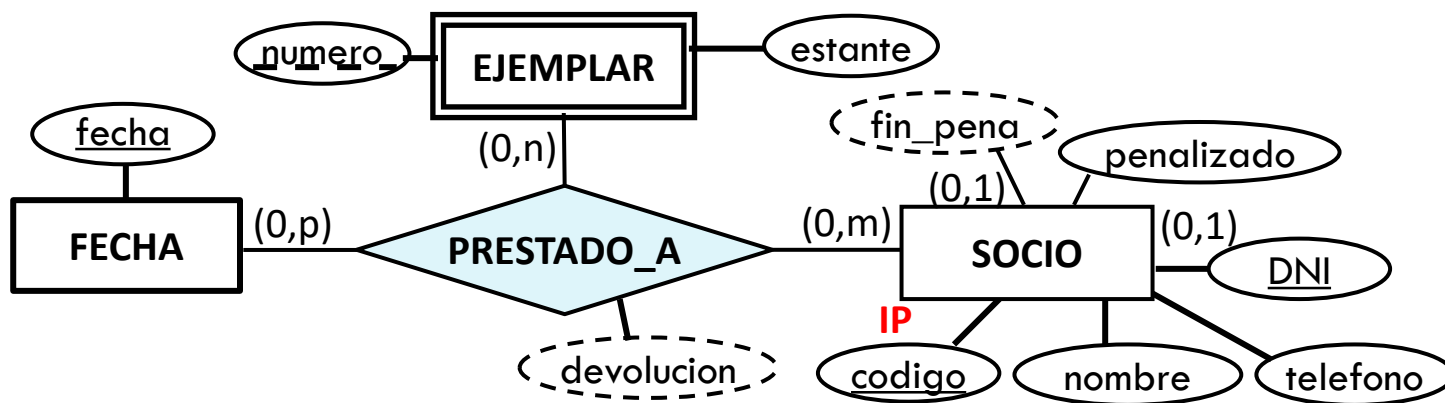 numero
EJEMPLAR
estante
fecha
(0,n)
fin_pena
penalizado
(0,1)
FECHA
(0,p)
PRESTADO_A
(0,m)
SOCIO
(0,1)
DNI
IP
devolucion
codigo
nombre
telefono